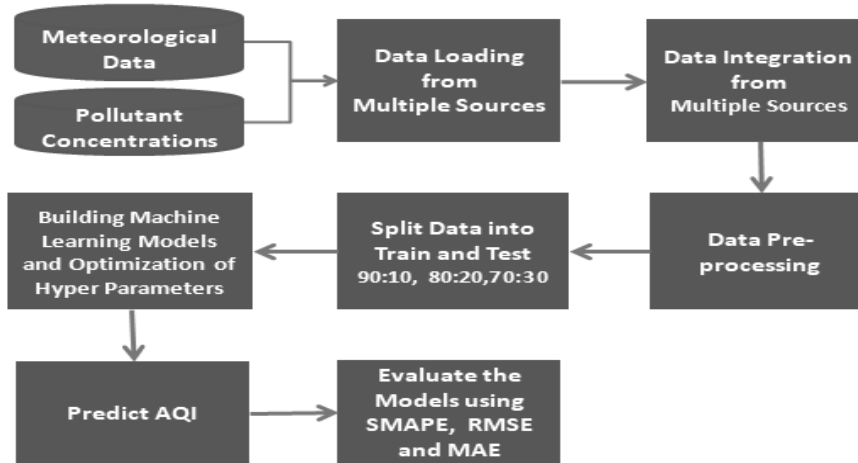 Meteorological
Data
Pollutant
Concentrations
Data Loading
from
Multiple Sources
Data Integration
from
Multiple Sources
Data Pre-
processing
Split Data into
Train and Test
90:10, 80:20,70:30
Building Machine
Learning Models
and Optimization of
Hyper Parameters
Predict AQI
Evaluate the
Models using
SMAPE, RMSE
and MAE